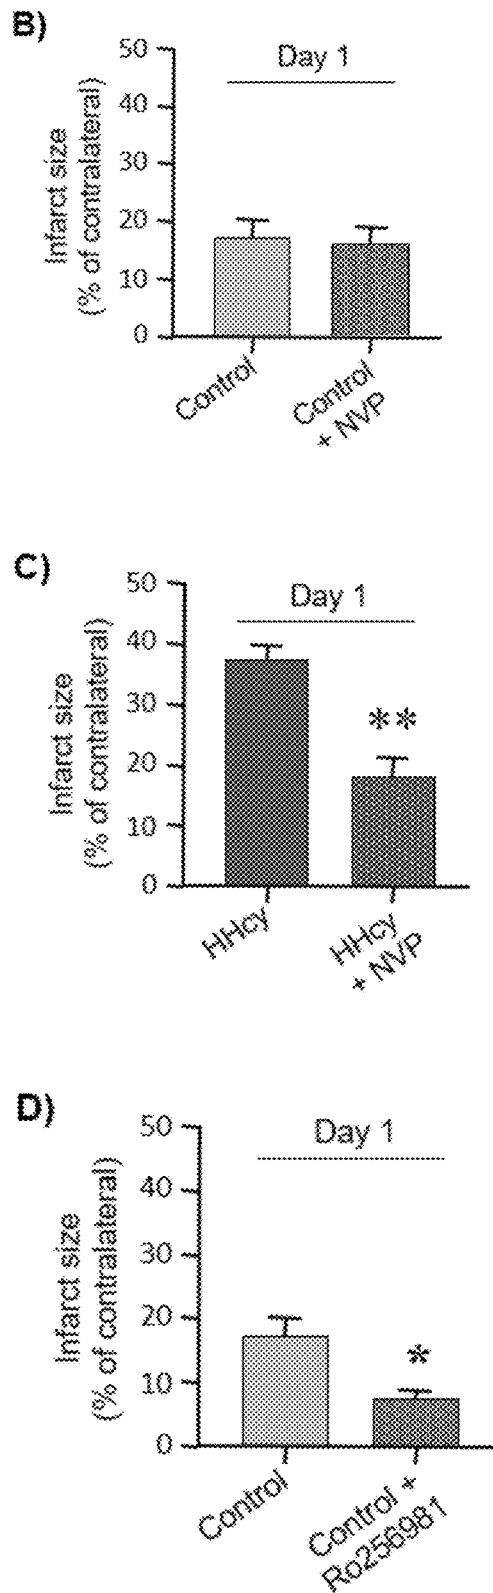 B)
Day 1
Infarct size
(% of contralateral)
50
40
30
20
10
0
Control
Control
+ NVP
C)
Day 1
Infarct size
(% of contralateral)
50
40
30
20
10
0
**
HHcy
HHcy
+ NVP
D)
Day 1
Infarct size
(% of contralateral)
50
40
30
20
10
0
*
Control
Control +
Ro256981